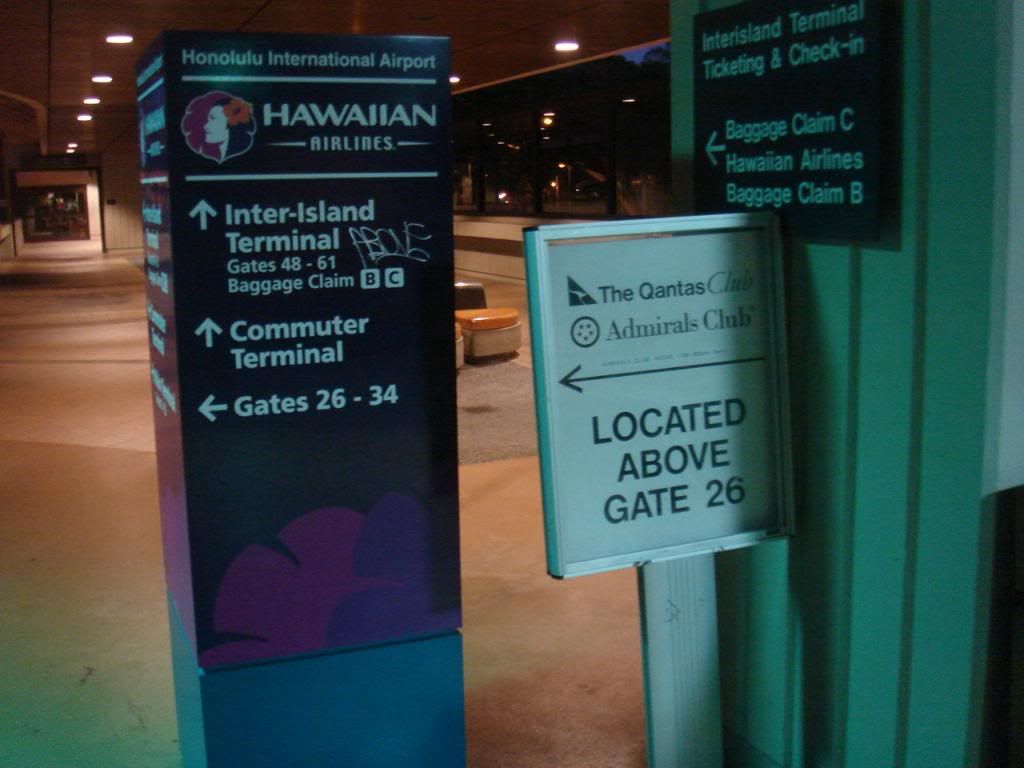 Honolulu International Airport
HAWAIIAN
AIRLINES
Inter-Island
Terminal
Gates 48 - 61
Baggage Claim B C
Commuter
Terminal
Gates 26 - 34
The Qantas Club
Admirals Club
LOCATED
ABOVE
GATE 26
Interisland Terminal
Ticketing & Check-in
Baggage Claim C
Hawaiian Airlines
Baggage Claim B